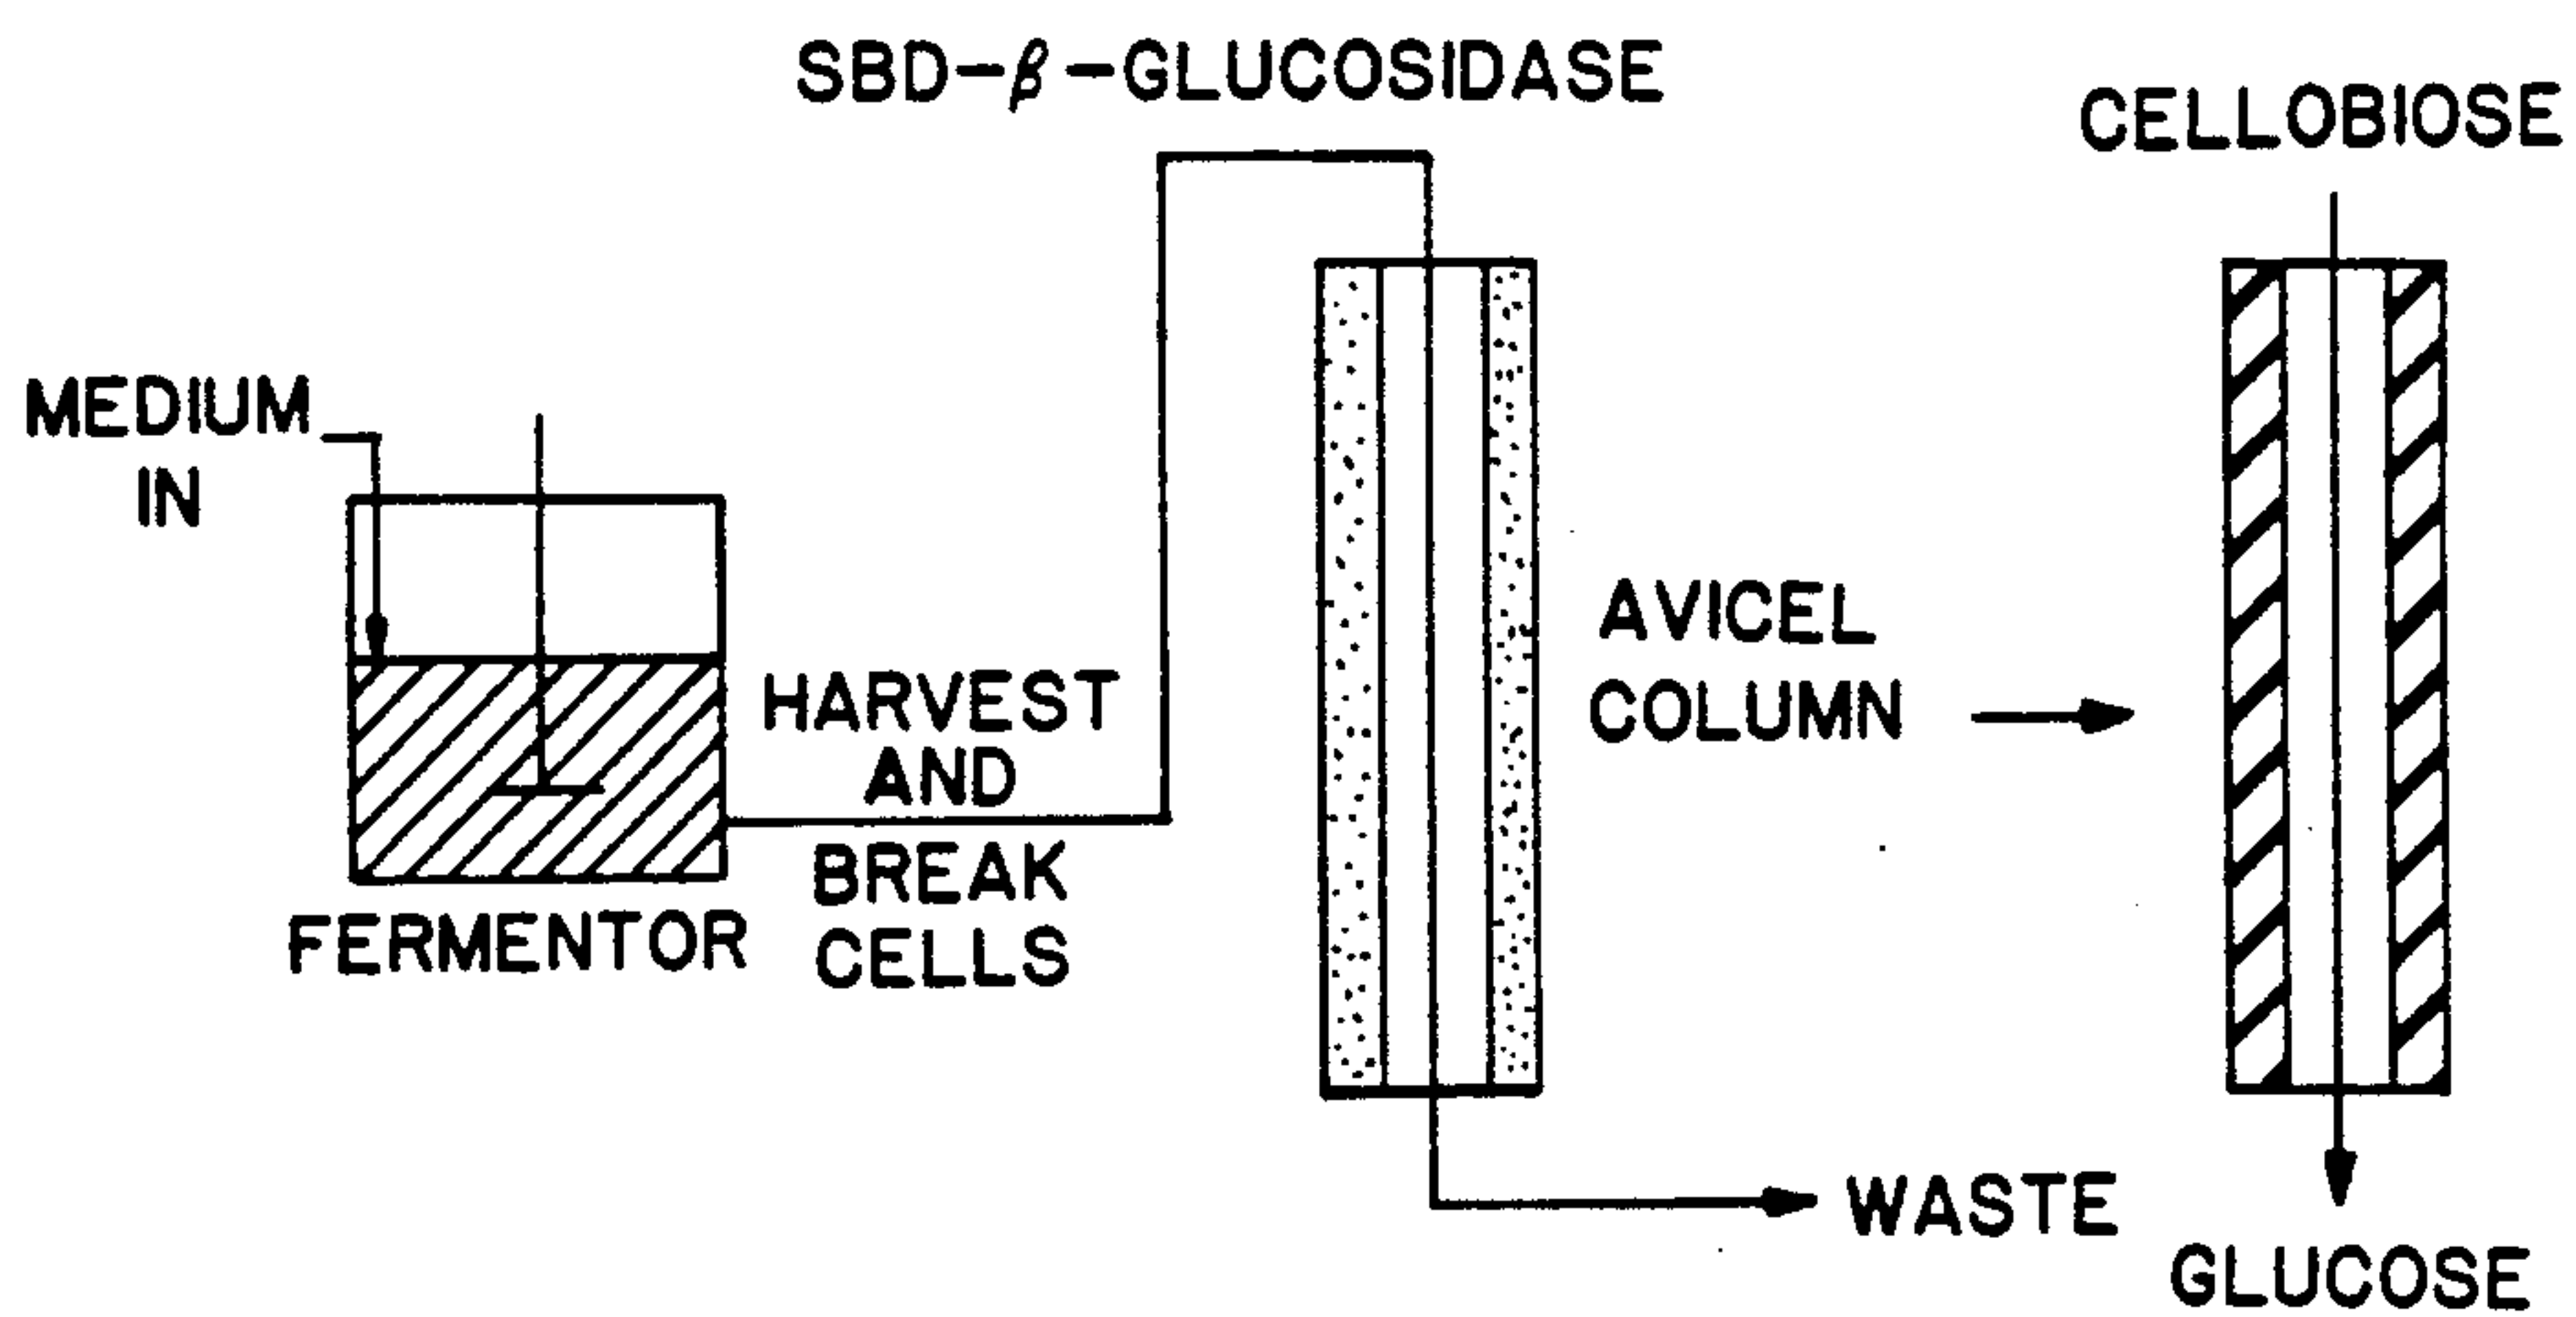 SBD-β-GLUCOSIDASE
CELLOBIOSE
MEDIUM
IN
HARVEST
AND
BREAK
CELLS
FERMENTOR
AVICEL
COLUMN
WASTE
GLUCOSE